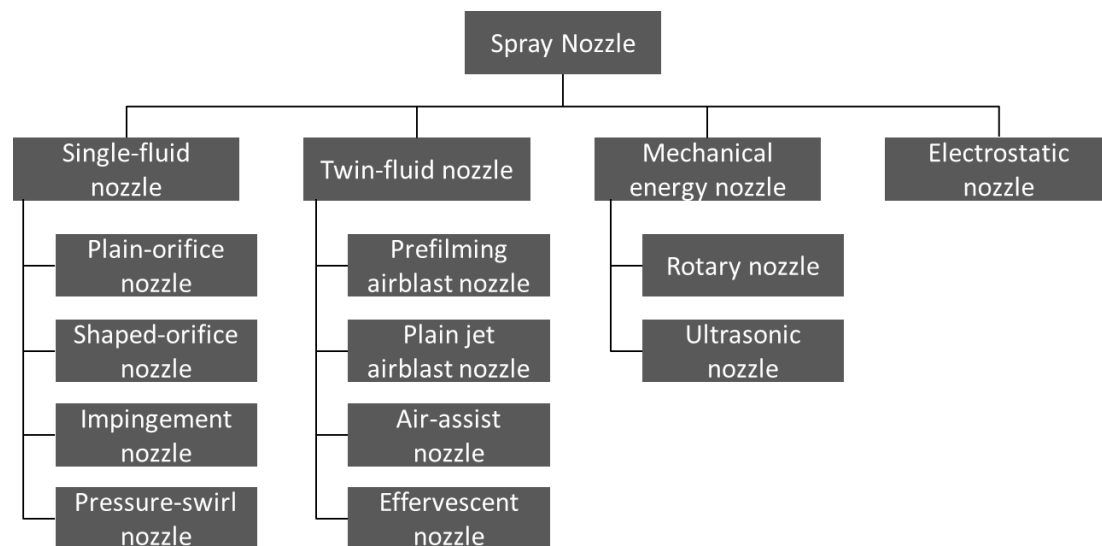 Spray Nozzle
Single-fluid
nozzle
Twin-fluid nozzle
Mechanical
energy nozzle
Electrostatic
nozzle
Plain-orifice
nozzle
Shaped-orifice
nozzle
Impingement
nozzle
Pressure-swirl
nozzle
Prefilming
airblast nozzle
Plain jet
airblast nozzle
Air-assist
nozzle
Effervescent
nozzle
Rotary nozzle
Ultrasonic
nozzle